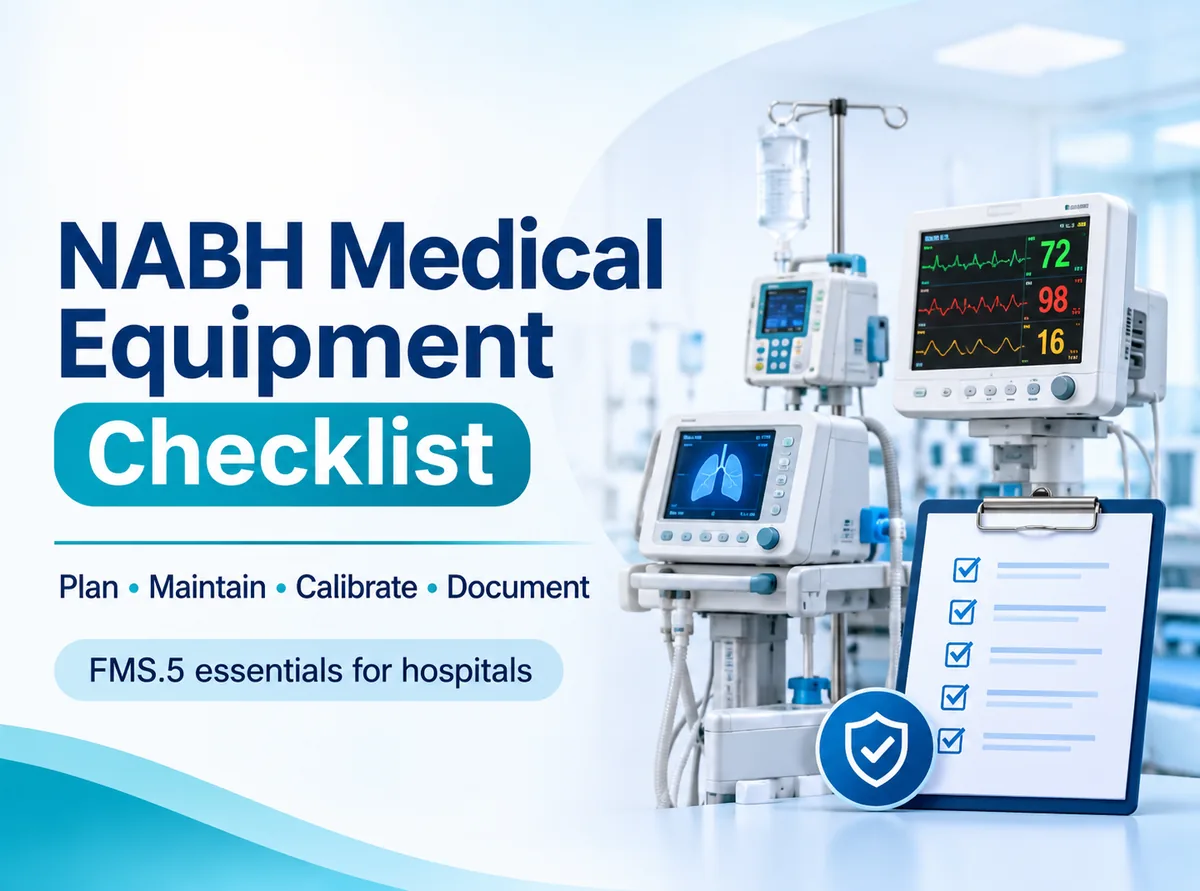 NABH Medical
Equipment
Checklist
Plan • Maintain • Calibrate • Document
FMS.5 essentials for hospitals
72
98
16